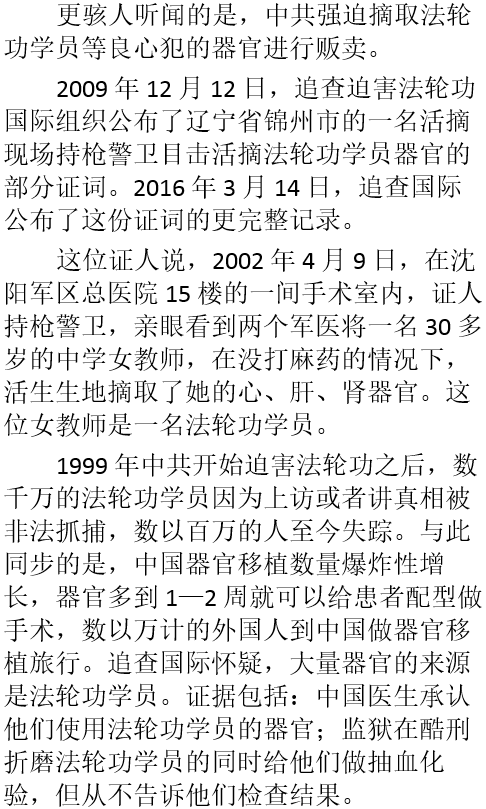 更骇人听闻的是，中共强迫摘取法轮
功学员等良心犯的器官进行贩卖。
2009 年 12 月 12 日，追查迫害法轮功
国际组织公布了辽宁省锦州市的一名活摘
现场持枪警卫目击活摘法轮功学员器官的
部分证词。2016 年 3 月 14 日，追查国际
公布了这份证词的更完整记录。
这位证人说，2002 年 4 月 9 日，在沈
阳军区总医院 15 楼的一间手术室内，证人
持枪警卫，亲眼看到两个军医将一名 30 多
岁的中学女教师，在没打麻药的情况下，
活生生地摘取了她的心、肝、肾器官。这
位女教师是一名法轮功学员。
1999 年中共开始迫害法轮功之后，数
千万的法轮功学员因为上访或者讲真相被
非法抓捕，数以百万的人至今失踪。与此
同步的是，中国器官移植数量爆炸性增
长，器官多到 1—2 周就可以给患者配型做
手术，数以万计的外国人到中国做器官移
植旅行。追查国际怀疑，大量器官的来源
是法轮功学员。证据包括：中国医生承认
他们使用法轮功学员的器官；监狱在酷刑
折磨法轮功学员的同时给他们做抽血化
验，但从不告诉他们检查结果。